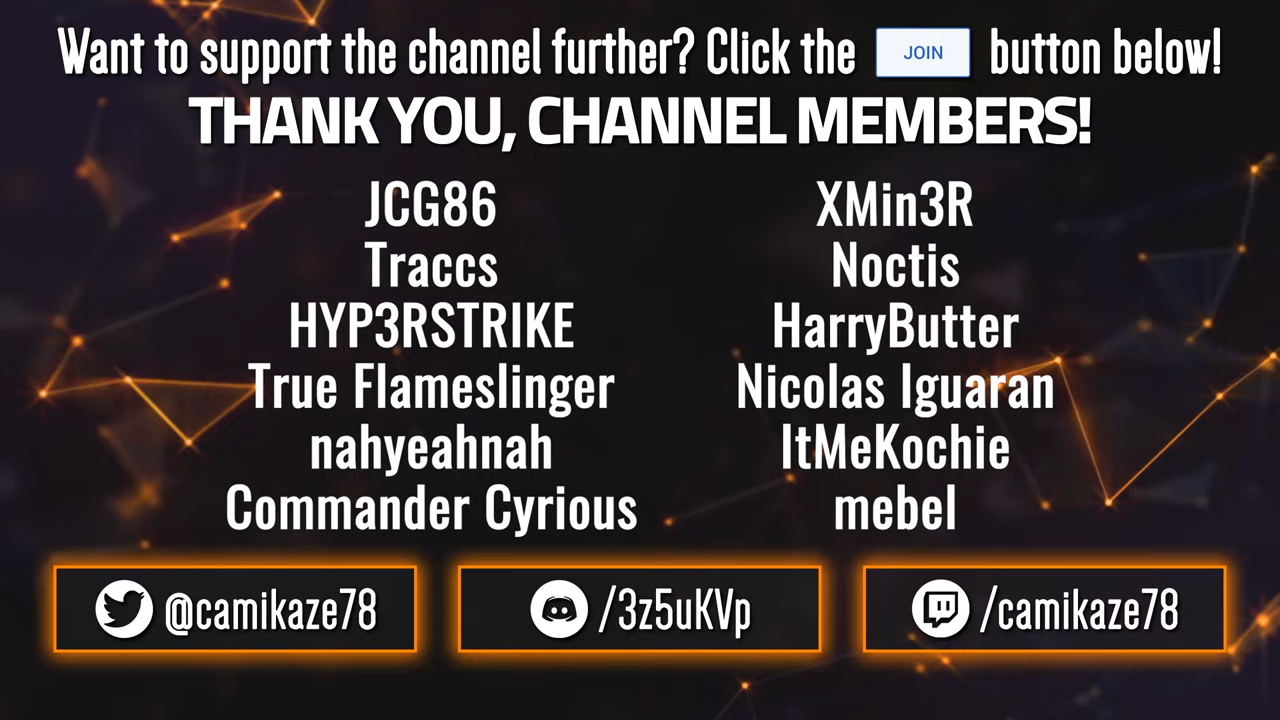 Want to support the channel further? Click the JOIN button below!
THANK YOU, CHANNEL MEMBERS!
JCG86
Traccs
HYP3RSTRIKE
True Flameslinger
nahyeahnah
Commander Cyrious
XMin3R
Noctis
HarryButter
Nicolas Iguaran
ItMeKochie
mebel
@camikaze78
/3z5uKVp
/camikaze78